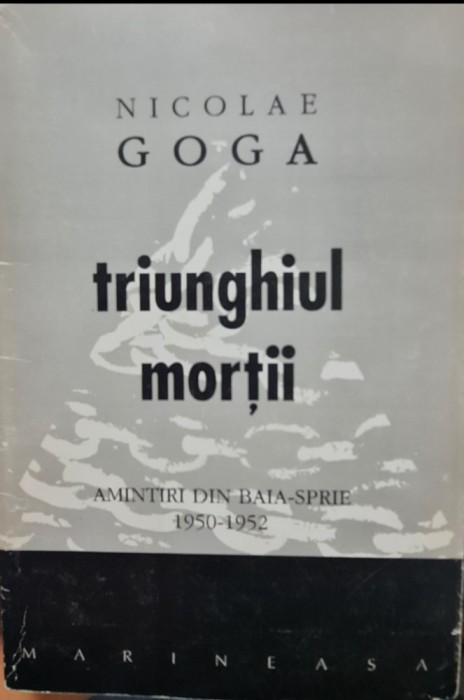 NICOLAE
GOGA
triunghiul
morții
AMINTIRI DIN BAIA-SPRIE
1950-1952
MARINEASA